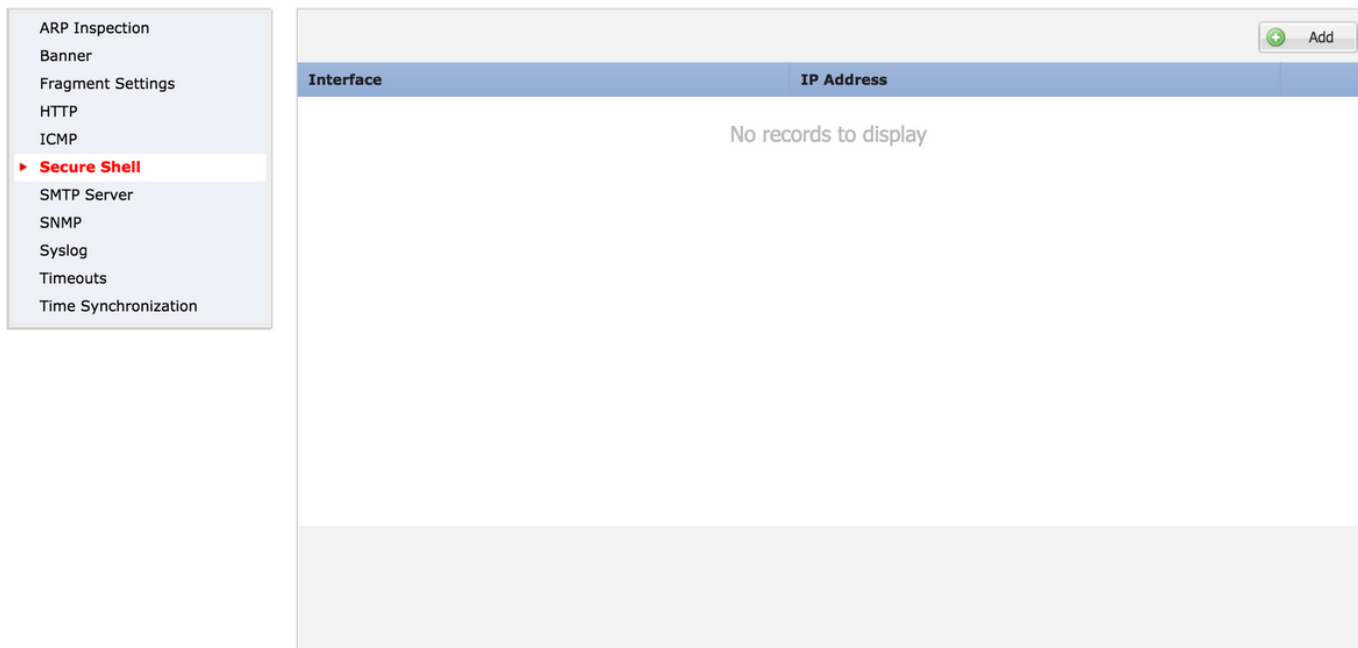 ARP Inspection
Banner
Fragment Settings
HTTP
ICMP
Secure Shell
SMTP Server
SNMP
Syslog
Timeouts
Time Synchronization
Add
Interface IP Address
No records to display